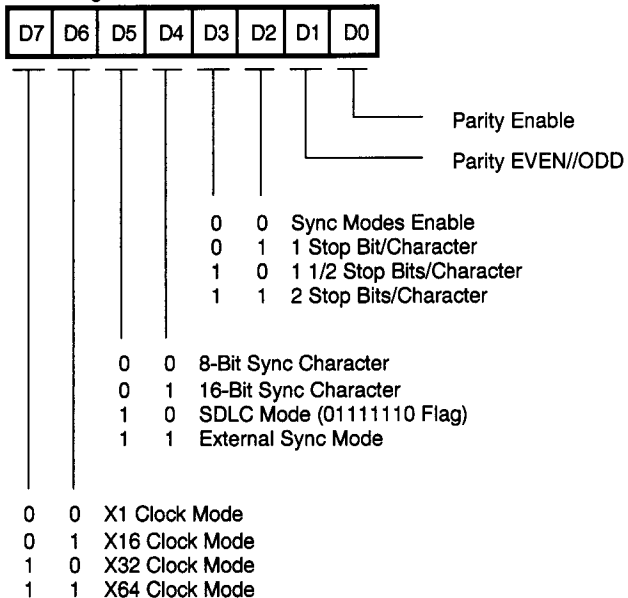 D7 D6 D5 D4 D3 D2 D1 D0
Parity Enable
Parity EVEN//ODD
0 0 Sync Modes Enable
0 1 1 Stop Bit/Character
1 0 1 1/2 Stop Bits/Character
1 1 2 Stop Bits/Character
0 0 8-Bit Sync Character
0 1 16-Bit Sync Character
1 0 SDLC Mode (01111110 Flag)
1 1 External Sync Mode
0 0 X1 Clock Mode
0 1 X16 Clock Mode
1 0 X32 Clock Mode
1 1 X64 Clock Mode